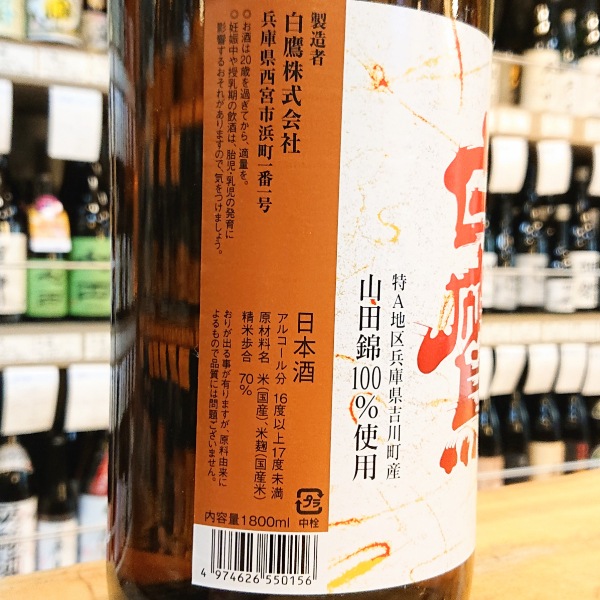 白鷹
特A地区兵庫県吉川町産
山田錦100%使用
製造者
白鷹株式会社
兵庫県西宮市浜町一番一号
○お酒は20歳を過ぎてから、適量を。
○妊娠中や授乳期の飲酒は、胎児・乳児の発育に
影響するおそれがありますので、気をつけましょう。
日本酒
アルコール分 16度以上17度未満
原材料名 米(国産) 米麹(国産米)
精米歩合 70%
おりが出る事が有りますが、原料由来に
よるもので品質には問題ございません。
フタ
内容量1800ml 中栓
4 974626 550156